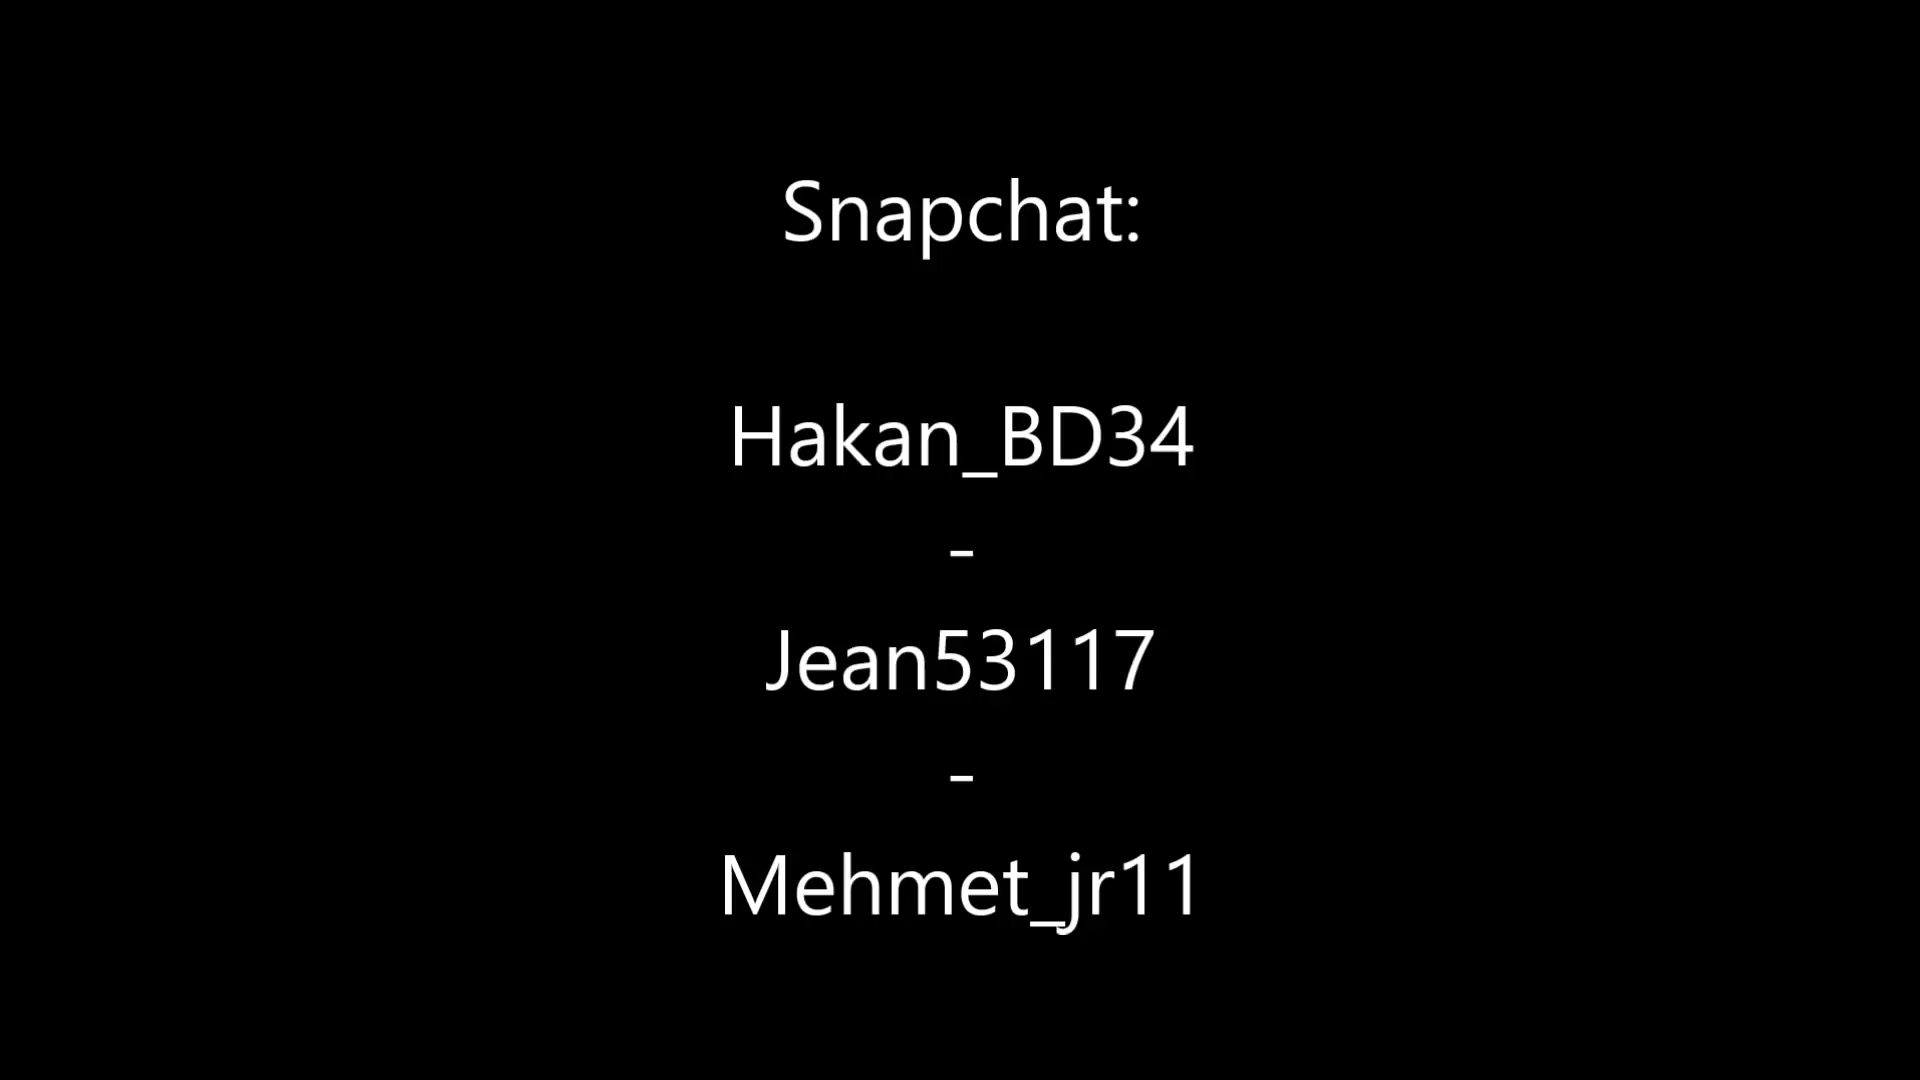 Snapchat:
Hakan_BD34
-
Jean53117
-
Mehmet_jr11